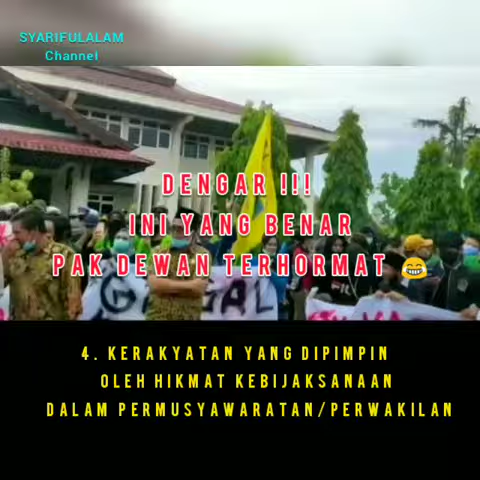 SYARIFULALAM
Channel
DENGAR !!!
INI YANG BENAR
PAK DEWAN TERHORMAT 😂
GAGAL
4. KERAKYATAN YANG DIPIMPIN
OLEH HIKMAT KEBIJAKSANAAN
DALAM PERMUSYAWARATAN/PERWAKILAN